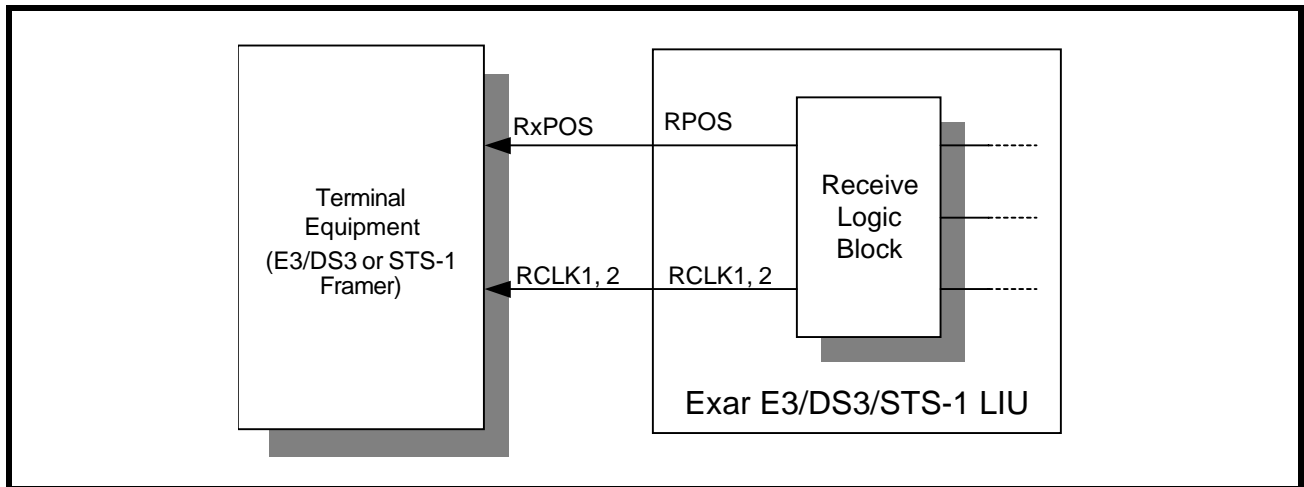 RxPOS
RPOS
Terminal
Equipment
(E3/DS3 or STS-1
Framer)
Receive
Logic
Block
RCLK1, 2
RCLK1, 2
Exar E3/DS3/STS-1 LIU